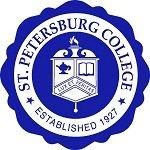 ST. PETERSBURG COLLEGE
★ ESTABLISHED 1927 ★